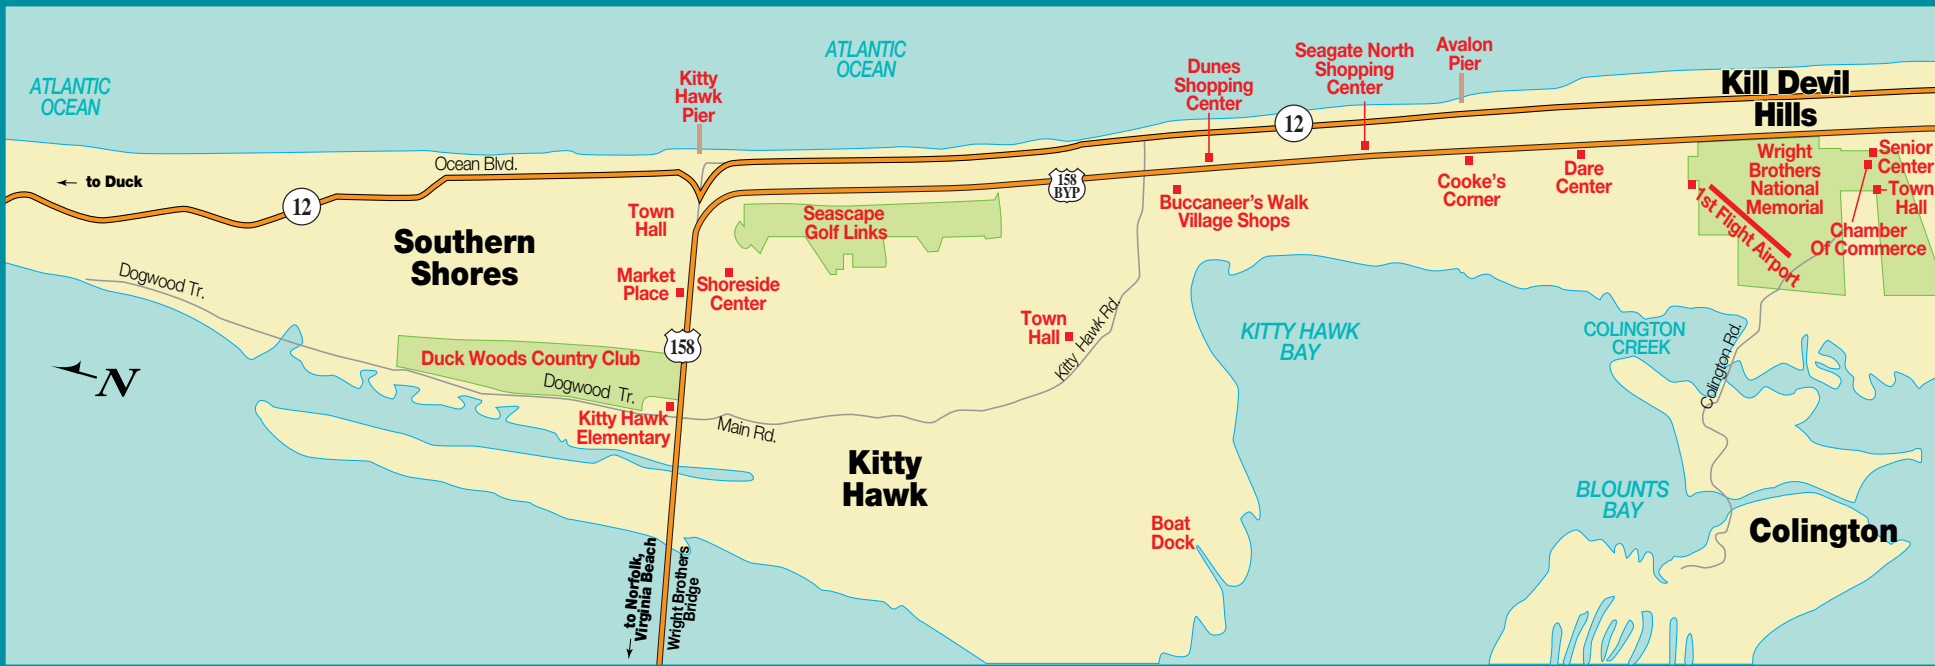 ATLANTIC
OCEAN
ATLANTIC
OCEAN
Kitty
Hawk
Pier
Dunes
Shopping
Center
Seagate North
Shopping
Center
Avalon
Pier
Kill Devil
Hills
12
Ocean Blvd.
to Duck
12
158
BYP
Wright
Brothers
National
Memorial
Senior
Center
Town
Hall
Cooke's
Corner
Dare
Center
Buccaneer's Walk
Village Shops
1st Flight Airport
Chamber
Of Commerce
Town
Hall
Seascape
Golf Links
Southern
Shores
Dogwood Tr.
Market
Place
Shoreside
Center
Town
Hall
Kitty Hawk Rd.
KITTY HAWK
BAY
COLINGTON
CREEK
Colington Rd.
158
Duck Woods Country Club
Dogwood Tr.
N
Kitty Hawk
Elementary
Main Rd.
Kitty
Hawk
BLOUNTS
BAY
Boat
Dock
Colington
to Norfolk,
Virginia Beach
Wright Brothers
Bridge